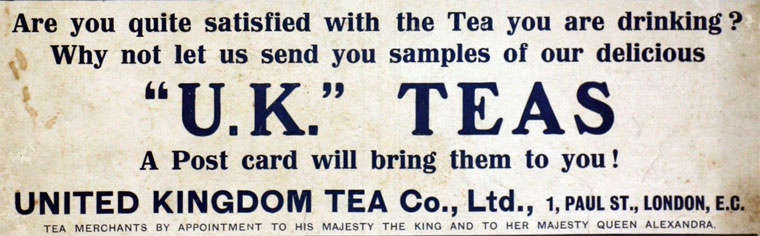 Are you quite satisfied with the Tea you are drinking?
Why not let us send you samples of our delicious
"U.K." TEAS
A Post card will bring them to you!
UNITED KINGDOM TEA Co., Ltd., 1, PAUL ST., LONDON, E.C.
TEA MERCHANTS BY APPOINTMENT TO HIS MAJESTY THE KING AND TO HER MAJESTY QUEEN ALEXANDRA.